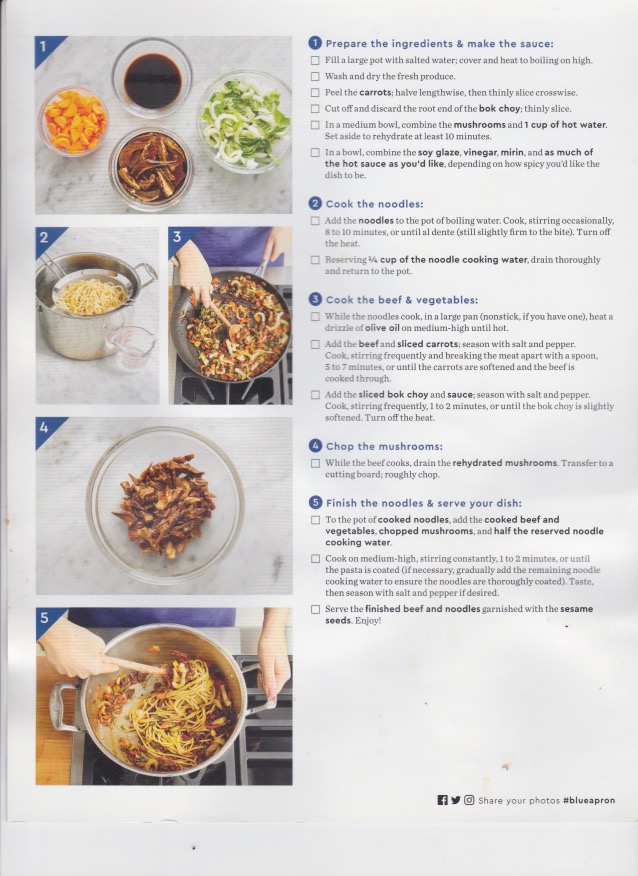 1
2
3
4
5
1 Prepare the ingredients & make the sauce:
Fill a large pot with salted water; cover and heat to boiling on high.
Wash and dry the fresh produce.
Peel the carrots; halve lengthwise, then thinly slice crosswise.
Cut off and discard the root end of the bok choy; thinly slice.
In a medium bowl, combine the mushrooms and 1 cup of hot water.
Set aside to rehydrate at least 10 minutes.
In a bowl, combine the soy glaze, vinegar, mirin, and as much of
the hot sauce as you'd like, depending on how spicy you'd like the
dish to be.
2 Cook the noodles:
Add the noodles to the pot of boiling water. Cook, stirring occasionally,
8 to 10 minutes, or until al dente (still slightly firm to the bite). Turn off
the heat.
Reserving ¼ cup of the noodle cooking water, drain thoroughly
and return to the pot.
3 Cook the beef & vegetables:
While the noodles cook, in a large pan (nonstick, if you have one), heat a
drizzle of olive oil on medium-high until hot.
Add the beef and sliced carrots; season with salt and pepper.
Cook, stirring frequently and breaking the meat apart with a spoon,
5 to 7 minutes, or until the carrots are softened and the beef is
cooked through.
Add the sliced bok choy and sauce; season with salt and pepper.
Cook, stirring frequently, 1 to 2 minutes, or until the bok choy is slightly
softened. Turn off the heat.
4 Chop the mushrooms:
While the beef cooks, drain the rehydrated mushrooms. Transfer to a
cutting board; roughly chop.
5 Finish the noodles & serve your dish:
To the pot of cooked noodles, add the cooked beef and
vegetables, chopped mushrooms, and half the reserved noodle
cooking water.
Cook on medium-high, stirring constantly, 1 to 2 minutes, or until
the pasta is coated (if necessary, gradually add the remaining noodle
cooking water to ensure the noodles are thoroughly coated). Taste,
then season with salt and pepper if desired.
Serve the finished beef and noodles garnished with the sesame
seeds. Enjoy!
Share your photos #blueapron